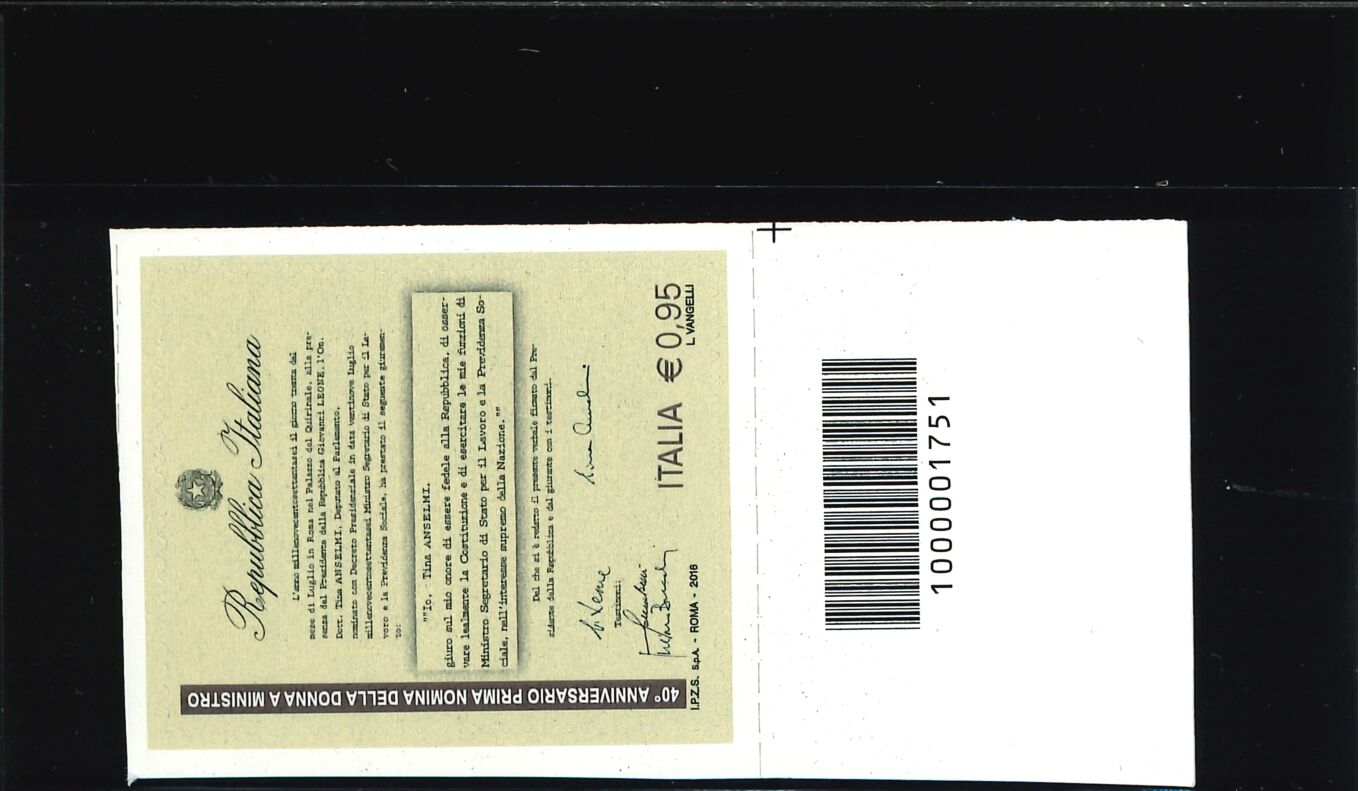 Repubblica Italiana
L'anno millenovecentosettantasei il giorno trenta del
mese di Luglio in Roma nel Palazzo del Quirinale, alla pre-
senza del Presidente della Repubblica Giovanni LEONE, l'On.
Dott. Tina ANSELMI, Deputato al Parlamento,
nominato con Decreto Presidenziale in data ventinove luglio
millenovecentosettantasei Ministro Segretario di Stato per il La-
voro e la Previdenza Sociale, ha prestato il seguente giuramen-
to:
""Io, Tina ANSELMI,
giuro sul mio onore di essere fedele alla Repubblica, di osser-
vare lealmente la Costituzione e di esercitare le mie funzioni di
Ministro Segretario di Stato per il Lavoro e la Previdenza So-
ciale, nell'interesse supremo della Nazione.""
Del che si è redatto il presente verbale firmato dal Pre-
sidente della Repubblica e dal giurante con i testimoni.
Testimoni:
ITALIA € 0,95
I.P.Z.S. S.p.A. - ROMA - 2016
L. VANGELLI
40° ANNIVERSARIO PRIMA NOMINA DELLA DONNA A MINISTRO
1000001751